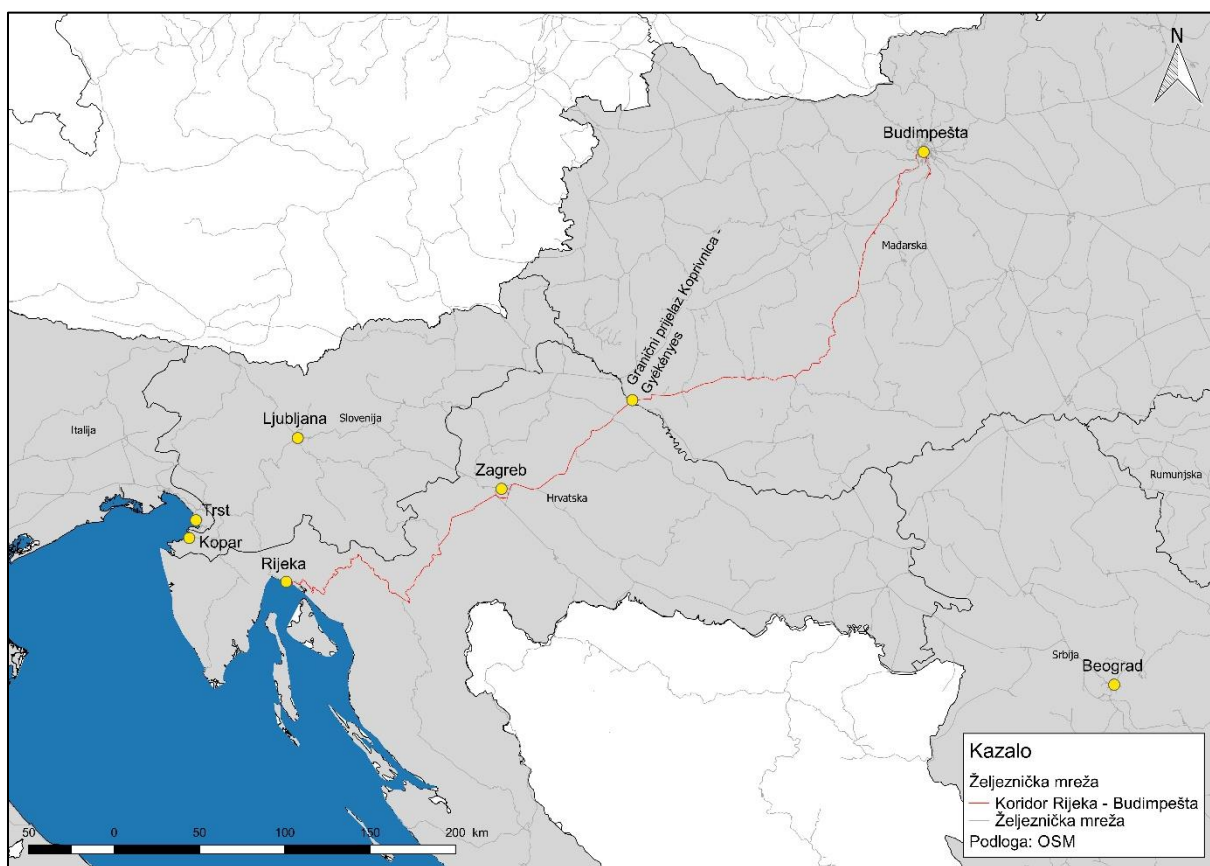 N
Budimpešta
Mađarska
Granični prijelaz Koprivnica -
Gyékényes
Ljubljana
Slovenija
Italija
Zagreb
Hrvatska
Rumunjska
Trst
Kopar
Rijeka
Srbija
Beograd
Kazalo
Željeznička mreža
Koridor Rijeka - Budimpešta
Željeznička mreža
Podloga: OSM
50 0 50 100 150 200 km